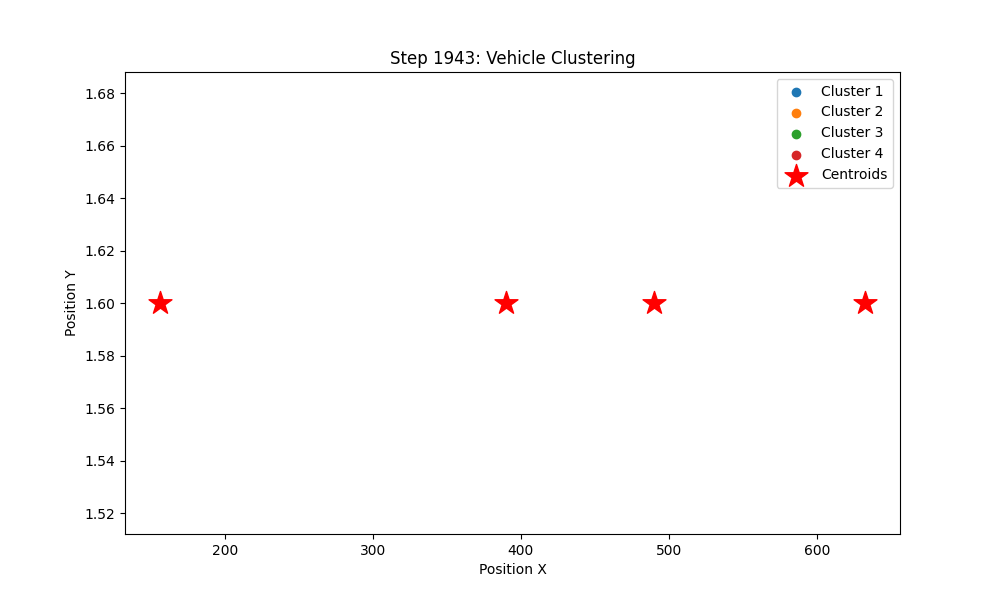 Step 1943: Vehicle Clustering
Cluster 1
Cluster 2
Cluster 3
Cluster 4
Centroids
1.68
1.66
1.64
1.62
1.60
1.58
1.56
1.54
1.52
Position Y
200 300 400 500 600
Position X